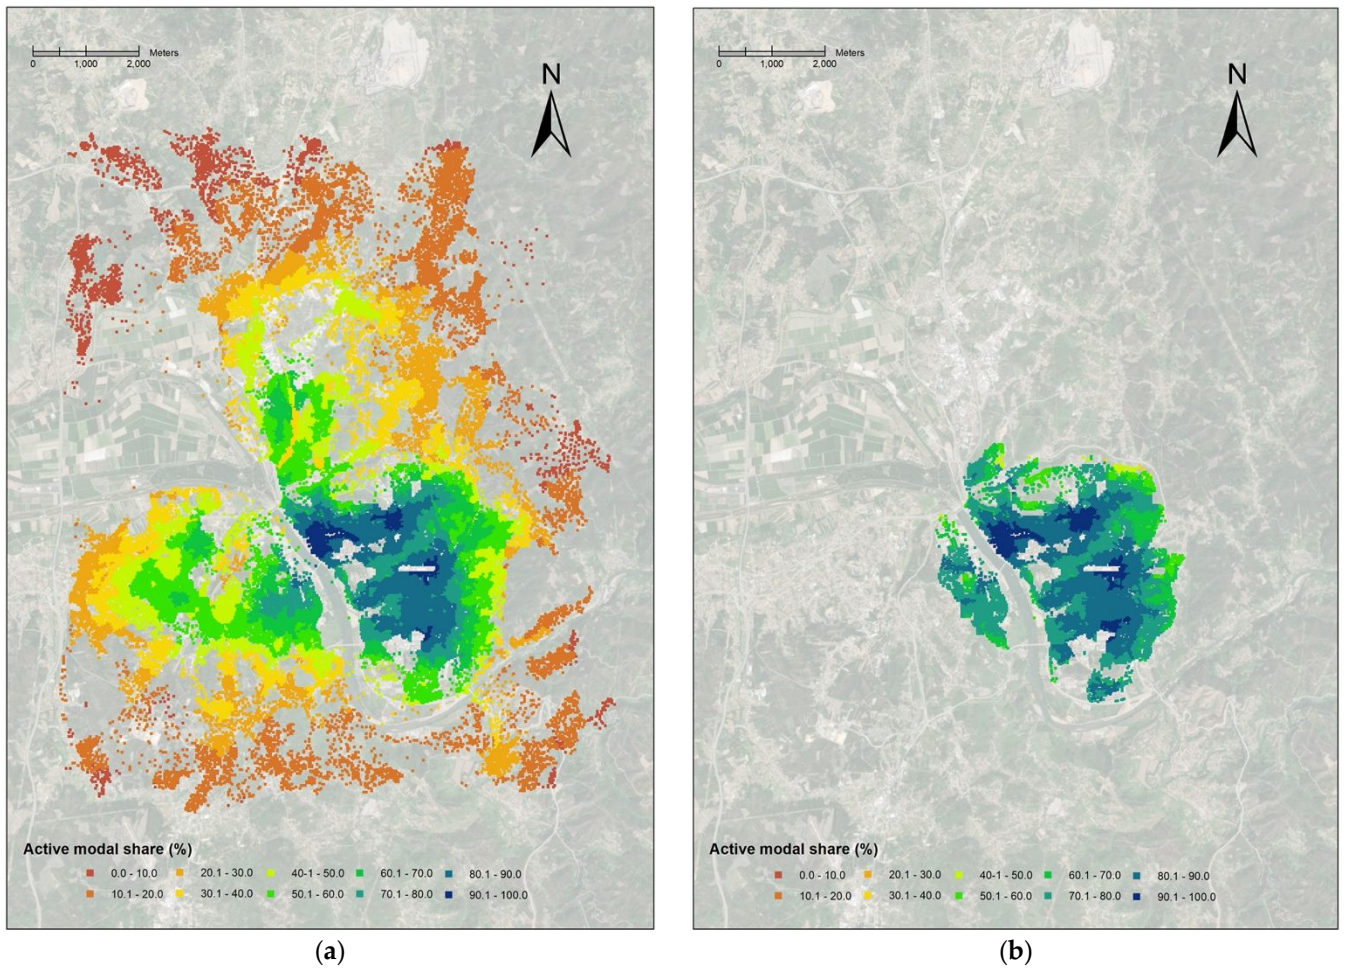 Meters
0 1,000 2,000
N
Active modal share (%)
0.0 - 10.0 20.1 - 30.0 40-1 - 50.0 60.1 - 70.0 80.1 - 90.0
10.1 - 20.0 30.1 - 40.0 50.1 - 60.0 70.1 - 80.0 90.1 - 100.0
(a)
Meters
0 1,000 2,000
N
Active modal share (%)
0.0 - 10.0 20.1 - 30.0 40-1 - 50.0 60.1 - 70.0 80.1 - 90.0
10.1 - 20.0 30.1 - 40.0 50.1 - 60.0 70.1 - 80.0 90.1 - 100.0
(b)